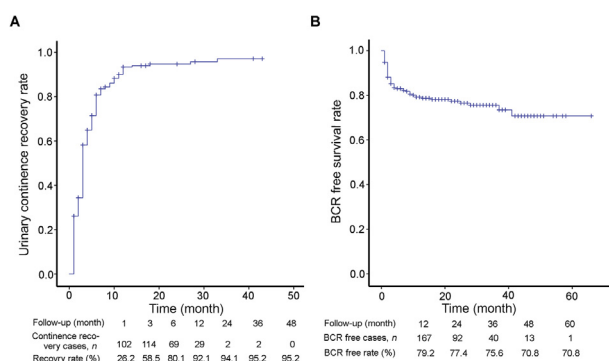 A
Urinary continence recovery rate
1.0
0.8
0.6
0.4
0.2
0.0
0 10 20 30 40 50
Time (month)
Follow-up (month) 1 3 6 12 24 36 48
Continence reco-
very cases, n 102 114 69 29 2 2 0
Recovry rate (%) 26.2 58.5 80.1 92.1 94.1 95.2 95.2
B
BCR free survival rate
1.0
0.8
0.6
0.4
0.2
0.0
0 20 40 60
Time (month)
Follow-up (month) 12 24 36 48 60
BCR free cases, n 167 92 40 13 1
BCR free rate (%) 79.2 77.4 75.6 70.8 70.8